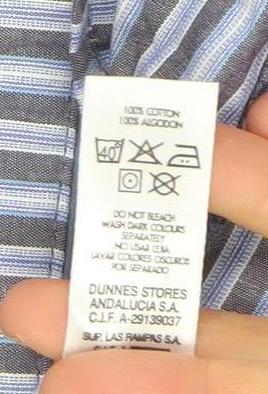 100% COTTON
100% ALGODON
40°
DO NOT BLEACH
WASH DARK COLOURS
SEPARATELY
NO USAR LEJIA
LAVAR COLORES OSCUROS
POR SEPARADO
DUNNES STORES
ANDALUCIA S.A.
C.I.F. A-29139037
SUP. LAS RAMPAS S.A.